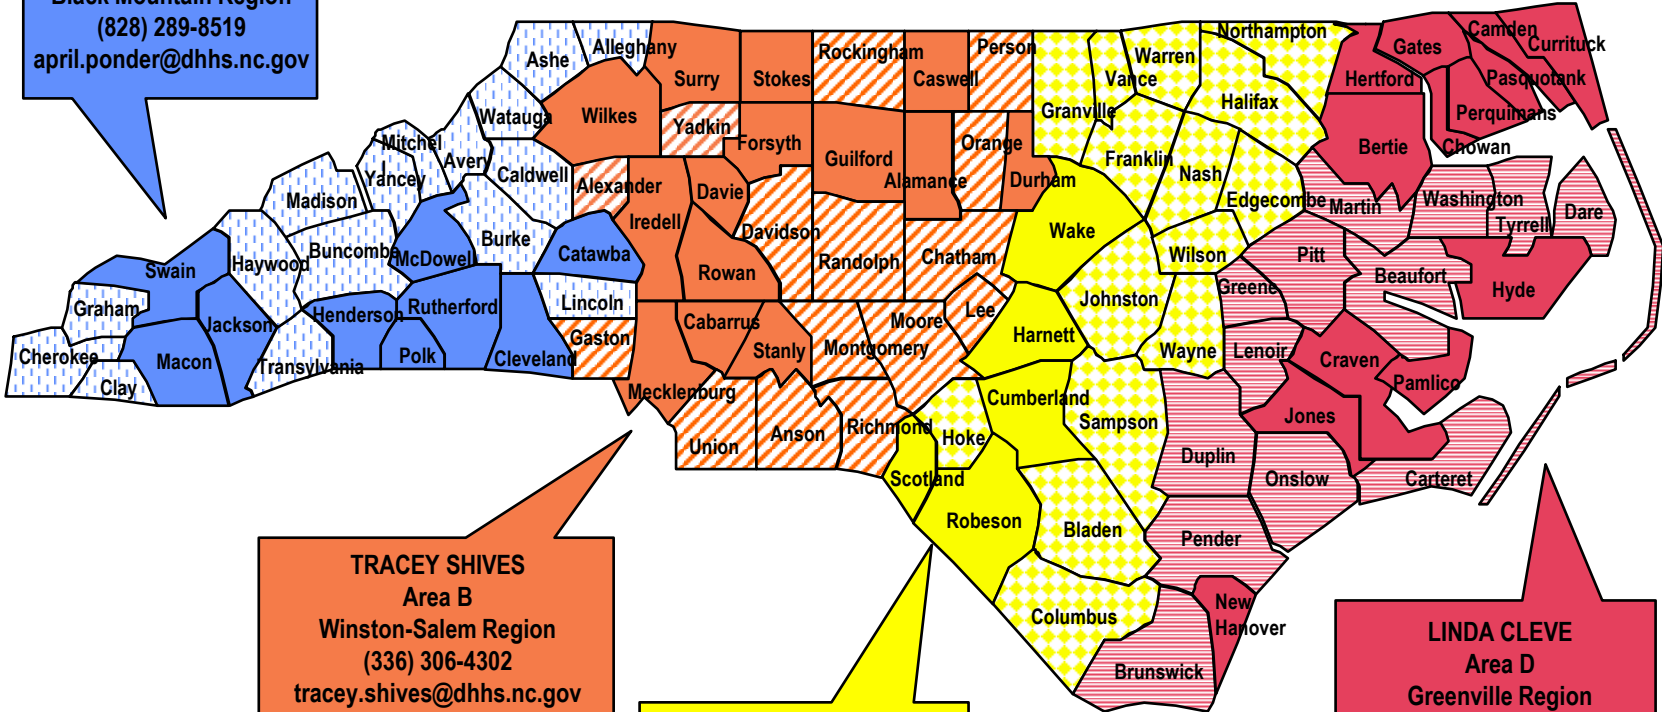 Black Mountain Region
(828) 289-8519
april.ponder@dhhs.nc.gov
Ashe
Alleghany
Surry
Stokes
Rockingham
Caswell
Person
Granville
Vance
Warren
Northampton
Halifax
Hertford
Gates
Camden
Currituck
Pasquotank
Perquimans
Chowan
Bertie
Watauga
Wilkes
Yadkin
Forsyth
Guilford
Alamance
Orange
Durham
Franklin
Nash
Edgecombe
Martin
Washington
Tyrrell
Dare
Mitchel
Avery
Yancey
Caldwell
Alexander
Davie
Iredell
Madison
Buncombe
McDowel
Burke
Catawba
Rowan
Davidson
Randolph
Chatham
Wake
Wilson
Pitt
Beaufort
Hyde
Swain
Haywood
Graham
Jackson
Henderson
Rutherford
Lincoln
Gaston
Cabarrus
Stanly
Montgomery
Moore
Lee
Harnett
Johnston
Greene
Wayne
Lenoir
Craven
Pamlico
Cherokee
Clay
Macon
Transylvania
Polk
Cleveland
Mecklenburg
Union
Anson
Richmond
Hoke
Cumberland
Sampson
Jones
Duplin
Onslow
Carteret
Scotland
Robeson
Bladen
Pender
Columbus
New
Hanover
Brunswick
TRACEY SHIVES
Area B
Winston-Salem Region
(336) 306-4302
tracey.shives@dhhs.nc.gov
LINDA CLEVE
Area D
Greenville Region